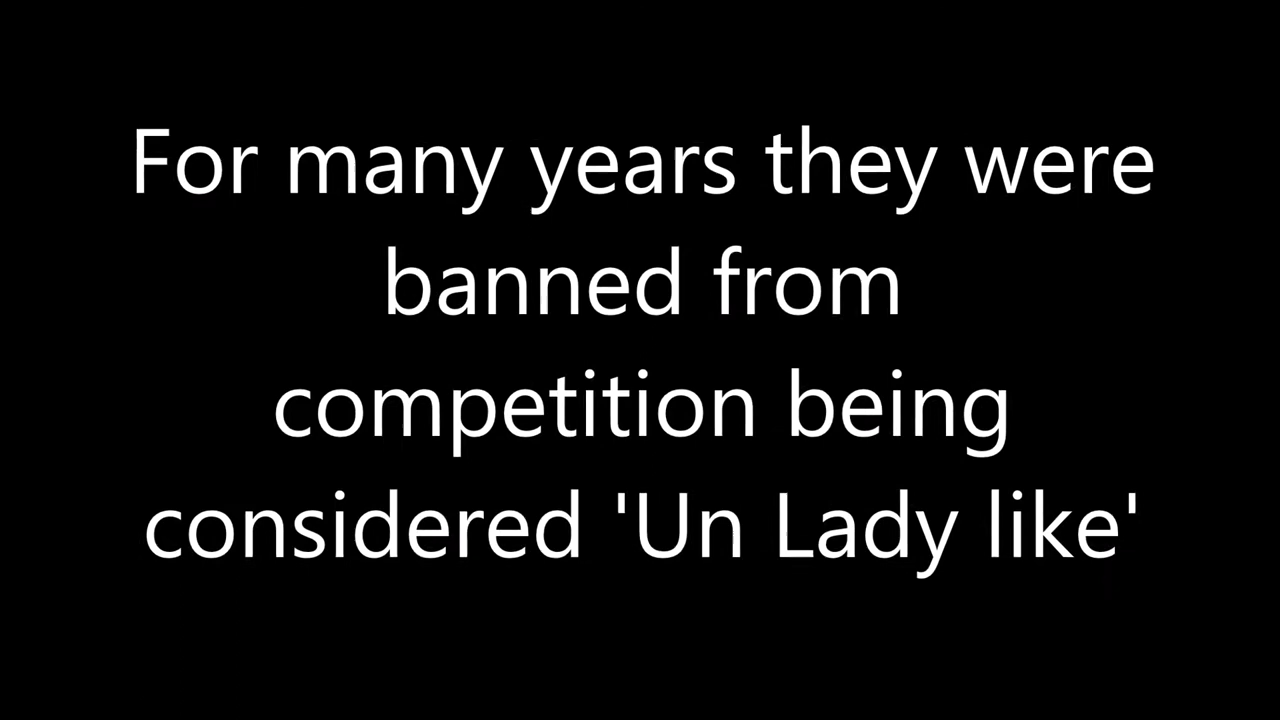 For many years they were
banned from
competition being
considered 'Un Lady like'